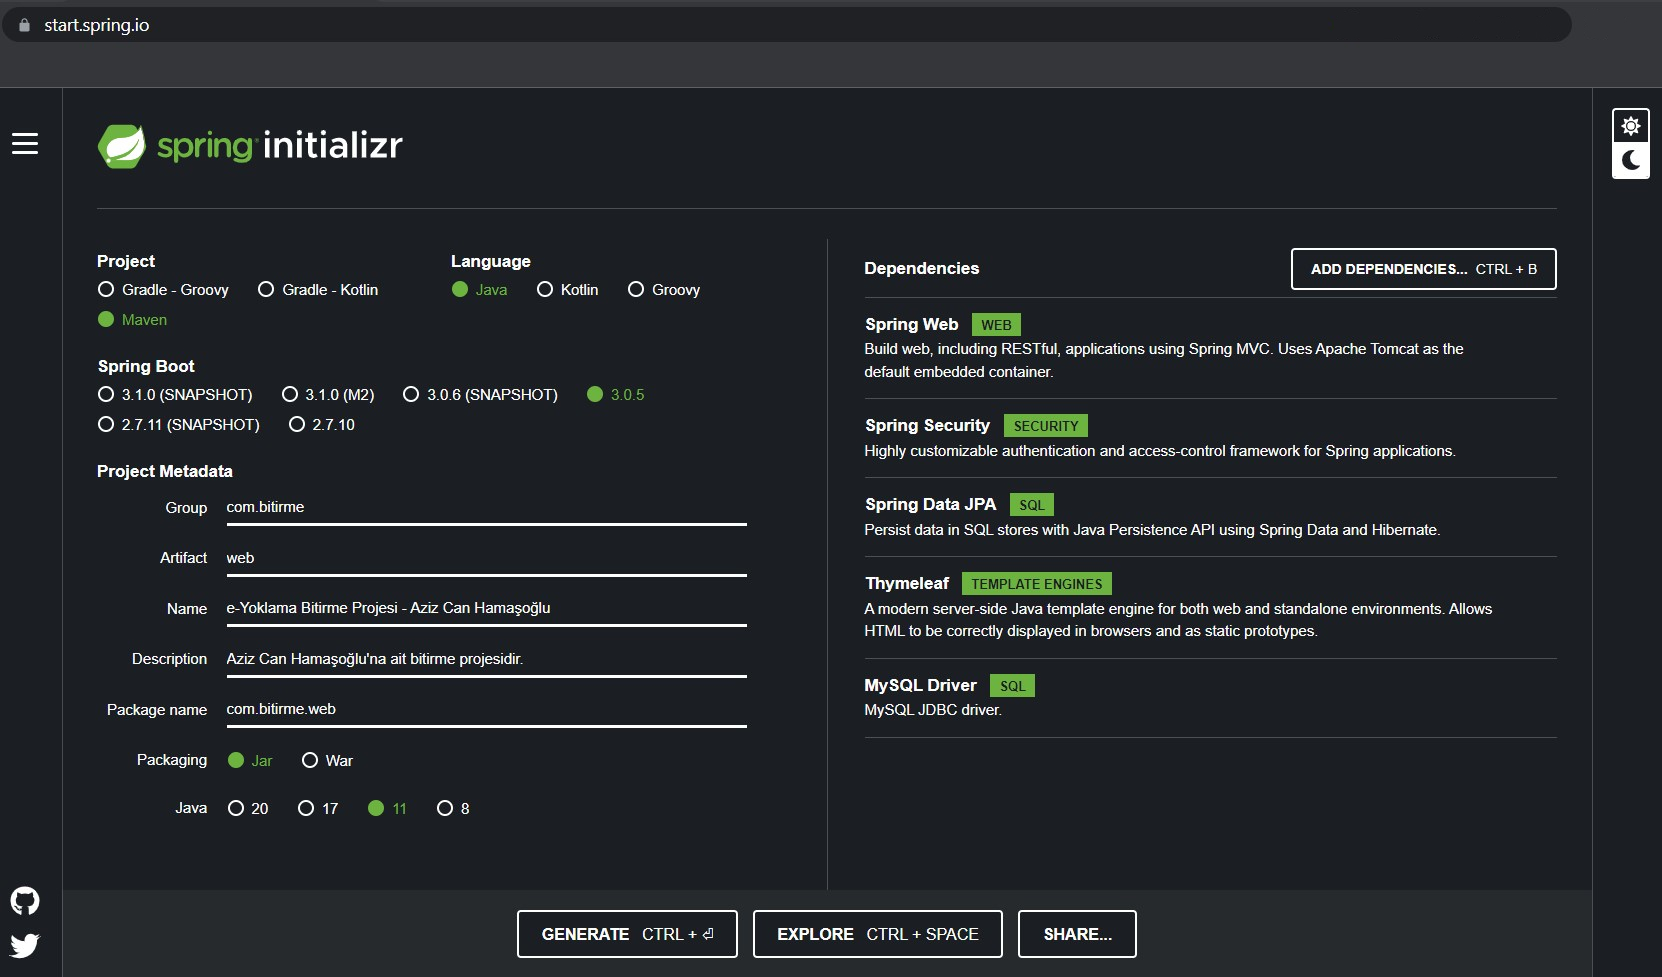 start.spring.io
spring initializr
Project
Gradle - Groovy Gradle - Kotlin
Maven
Language
Java Kotlin Groovy
Spring Boot
3.1.0 (SNAPSHOT) 3.1.0 (M2) 3.0.6 (SNAPSHOT) 3.0.5
2.7.11 (SNAPSHOT) 2.7.10
Project Metadata
Group com.bitirme
Artifact web
Name e-Yoklama Bitirme Projesi - Aziz Can Hamaşoğlu
Description Aziz Can Hamaşoğlu'na ait bitirme projesidir.
Package name com.bitirme.web
Packaging Jar War
Java 20 17 11 8
Dependencies
ADD DEPENDENCIES... CTRL + B
Spring Web WEB
Build web, including RESTful, applications using Spring MVC. Uses Apache Tomcat as the
default embedded container.
Spring Security SECURITY
Highly customizable authentication and access-control framework for Spring applications.
Spring Data JPA SQL
Persist data in SQL stores with Java Persistence API using Spring Data and Hibernate.
Thymeleaf TEMPLATE ENGINES
A modern server-side Java template engine for both web and standalone environments. Allows
HTML to be correctly displayed in browsers and as static prototypes.
MySQL Driver SQL
MySQL JDBC driver.
GENERATE CTRL + ⏎
EXPLORE CTRL + SPACE
SHARE...